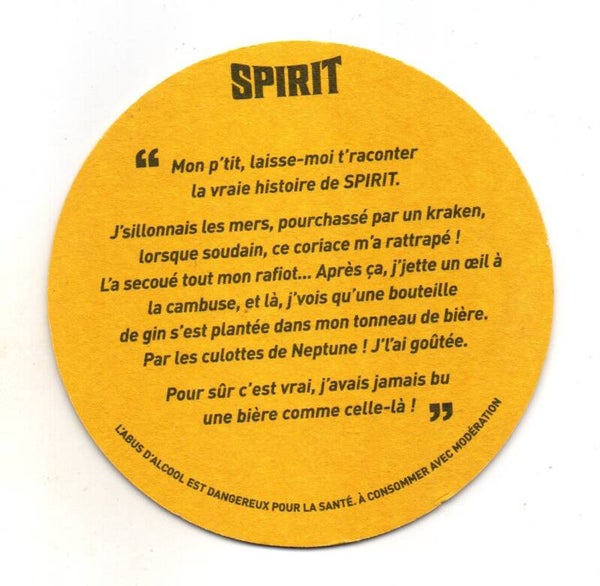 SPIRIT
“ Mon p'tit, laisse-moi t'raconter
la vraie histoire de SPIRIT.
J'sillonnais les mers, pourchassé par un kraken,
lorsque soudain, ce coriace m'a rattrapé !
L'a secoué tout mon rafiot... Après ça, j'jette un œil à
la cambuse, et là, j'vois qu'une bouteille
de gin s'est plantée dans mon tonneau de bière.
Par les culottes de Neptune ! J'l'ai goûtée.
Pour sûr c'est vrai, j'avais jamais bu
une bière comme celle-là ! ”
L'ABUS D'ALCOOL EST DANGEREUX POUR LA SANTÉ. À CONSOMMER AVEC MODÉRATION